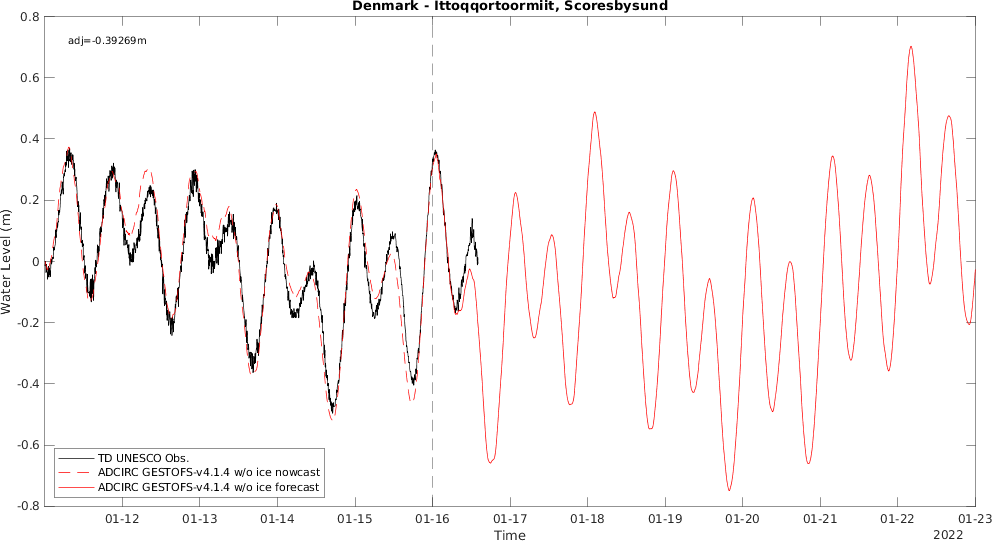 Denmark - Ittoqqortoormiit, Scoresbysund
adj=-0.39269m
0.8
0.6
0.4
0.2
0
-0.2
-0.4
-0.6
-0.8
Water Level (m)
TD UNESCO Obs.
ADCIRC GESTOFS-v4.1.4 w/o ice nowcast
ADCIRC GESTOFS-v4.1.4 w/o ice forecast
01-12 01-13 01-14 01-15 01-16 01-17 01-18 01-19 01-20 01-21 01-22 01-23
Time
2022